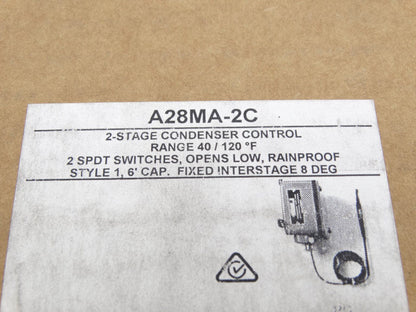 A28MA-2C
2-STAGE CONDENSER CONTROL
RANGE 40 / 120 °F
2 SPDT SWITCHES, OPENS LOW, RAINPROOF
STYLE 1, 6' CAP. FIXED INTERSTAGE 8 DEG